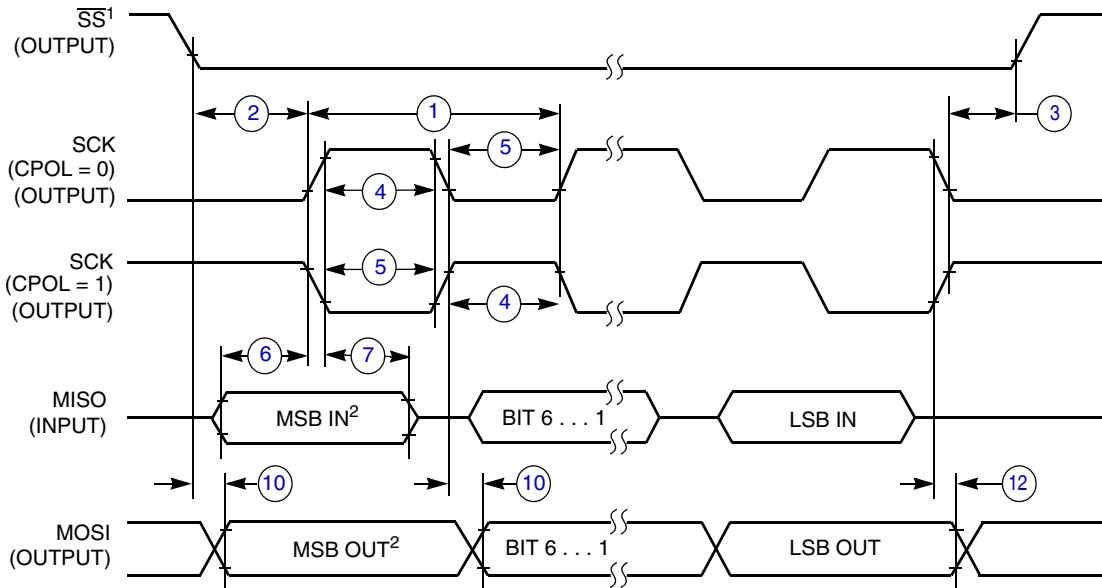 SS¹
(OUTPUT)
2
1
3
SCK
(CPOL = 0)
(OUTPUT)
5
4
SCK
(CPOL = 1)
(OUTPUT)
5
4
6
7
MISO
(INPUT)
MSB IN²
BIT 6 . . . 1
LSB IN
10
10
12
MOSI
(OUTPUT)
MSB OUT²
BIT 6 . . . 1
LSB OUT